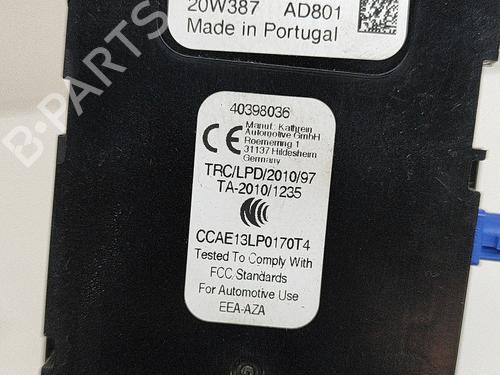 20W387 AD801
Made in Portugal
B-PARTS
40398036
CE
Manuf.: Kathrein
Automotive GmbH
Roemerring 1
31137 Hildesheim
Germany
TRC/LPD/2010/97
TA-2010/1235
CCAE13LP0170T4
Tested To Comply With
FCC Standards
For Automotive Use
EEA-AZA